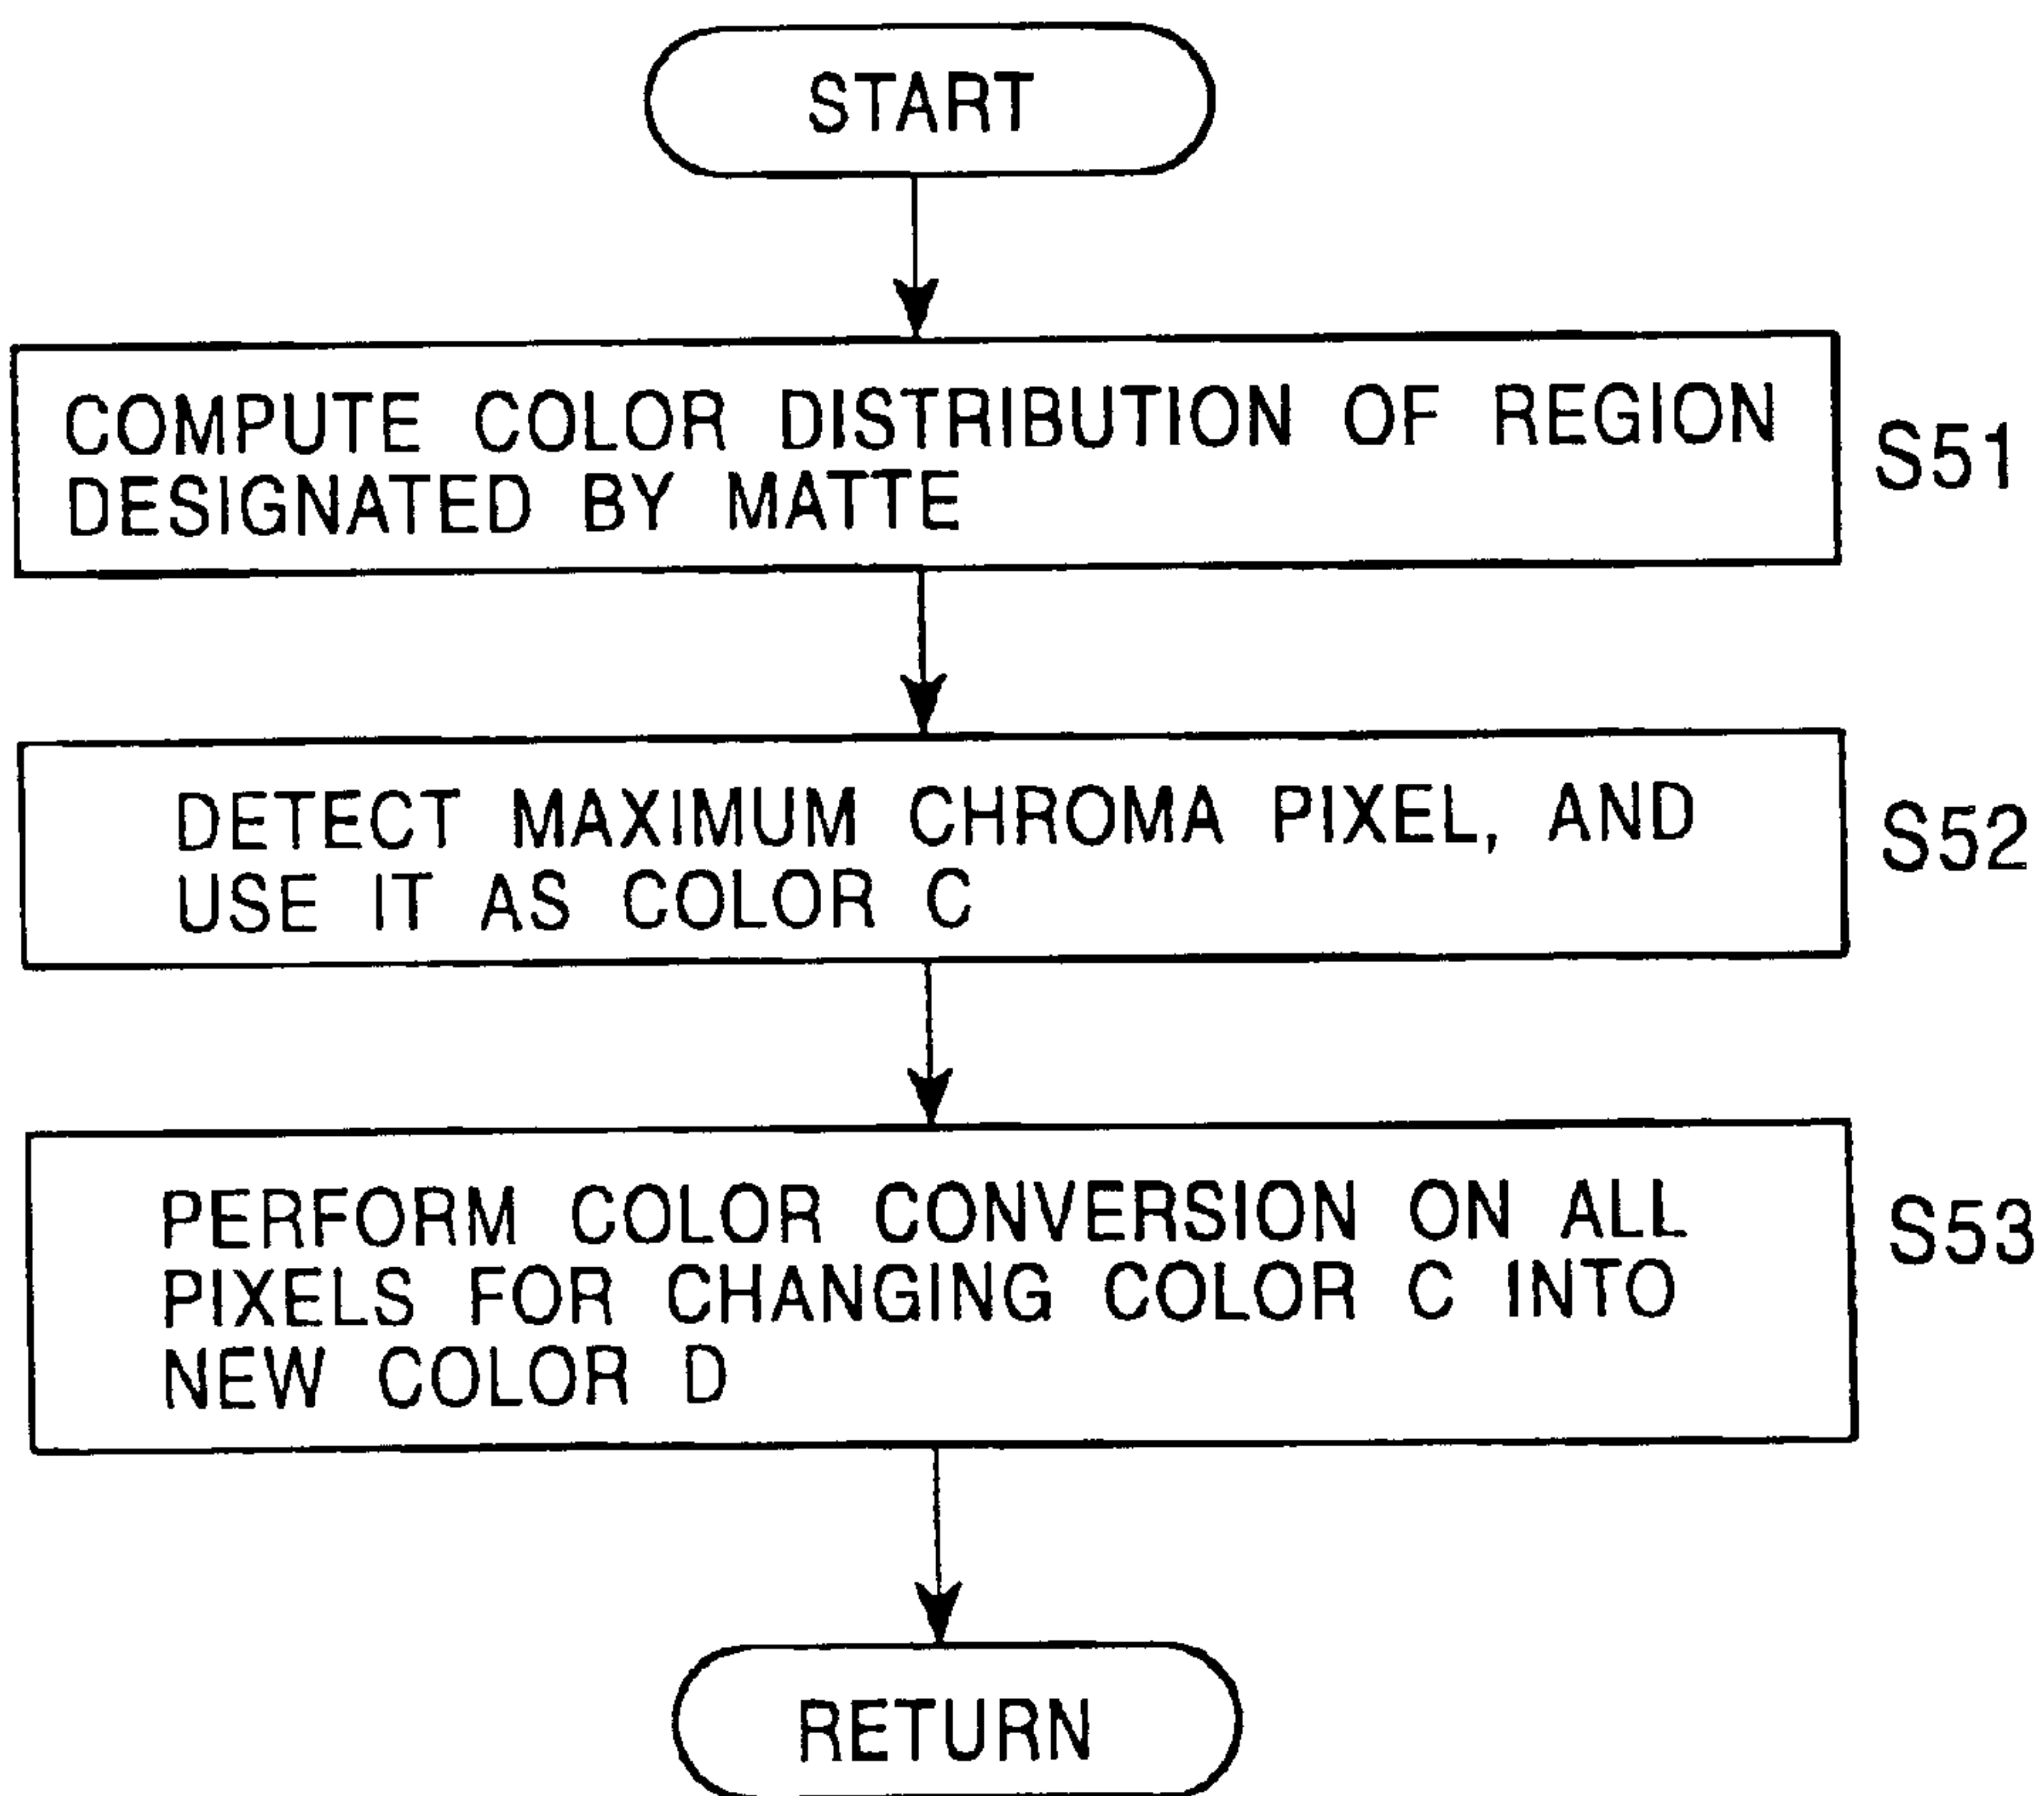 START
COMPUTE COLOR DISTRIBUTION OF REGION
DESIGNATED BY MATTE
S51
DETECT MAXIMUM CHROMA PIXEL, AND
USE IT AS COLOR C
S52
PERFORM COLOR CONVERSION ON ALL
PIXELS FOR CHANGING COLOR C INTO
NEW COLOR D
S53
RETURN